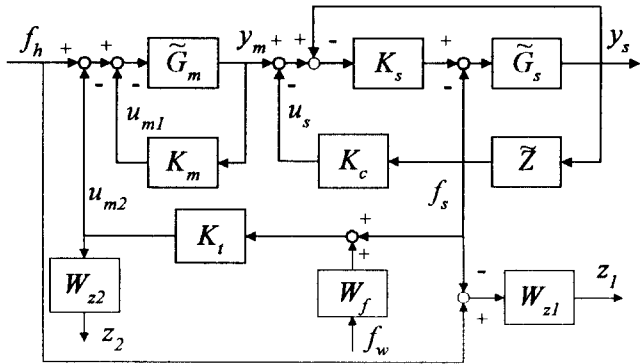 f_h + + G̃_m y_m + + - K_s + G̃_s y_s
- - - -
u_m1 u_s
K_m K_c Z̃
u_m2 f_s
K_t + +
W_z2 W_f - + W_z1 z_1
z_2 f_w